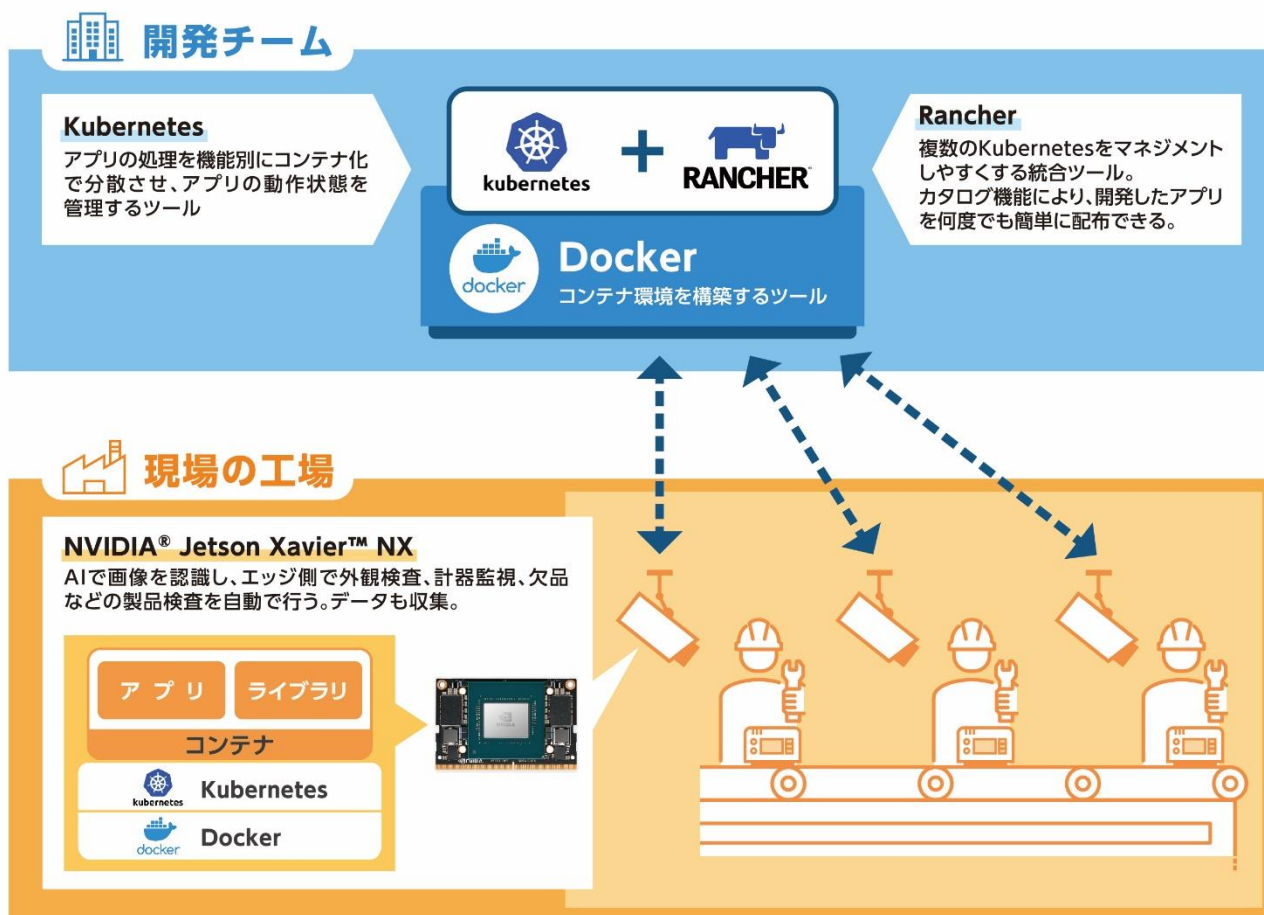 開発チーム
Kubernetes
アプリの処理を機能別にコンテナ化
で分散させ、アプリの動作状態を
管理するツール
kubernetes
+
RANCHER®
Rancher
複数のKubernetesをマネジメント
しやすくする統合ツール。
カタログ機能により、開発したアプリ
を何度でも簡単に配布できる。
docker
Docker
コンテナ環境を構築するツール
現場の工場
NVIDIA® Jetson Xavier™ NX
AIで画像を認識し、エッジ側で外観検査、計器監視、欠品
などの製品検査を自動で行う。データも収集。
アプリ
ライブラリ
コンテナ
kubernetes
Kubernetes
docker
Docker
NVIDIA